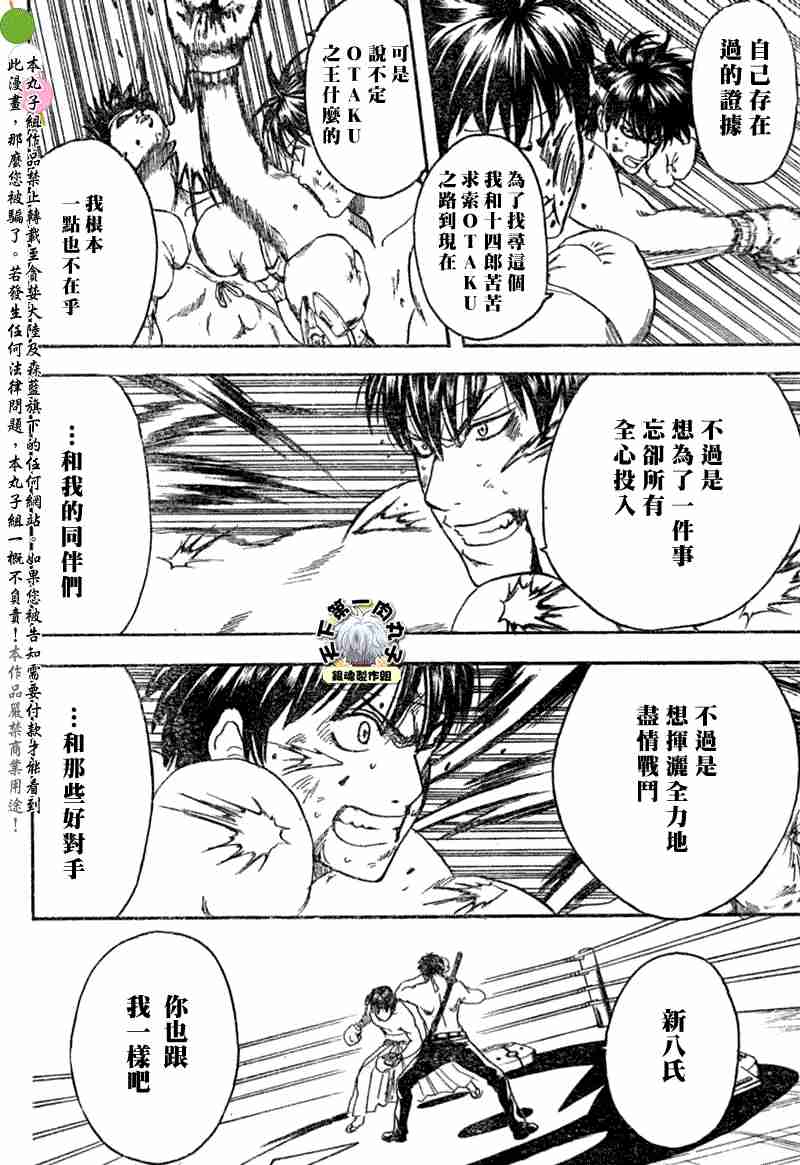 自己存在
過的證據
為了找尋這個
我和十四郎苦苦
求索OTAKU
之路到現在
可是
說不定
OTAKU
之王什麼的
我根本
一點也不在乎
不過是
想為了一件事
忘卻所有
全心投入
…和我的同伴們
不過是
想揮灑全力地
盡情戰鬥
…和那些好對手
新八氏
你也跟
我一樣吧
天下第一肉丸子
銀魂製作組
本丸子組作品禁止轉載至貪婪大陸及森藍旗下的任何網站。如果您被告知需要付款才能看到
此漫畫，那麼您被騙了。若發生任何法律問題，本丸子組一概不負責！本作品嚴禁商業用途！